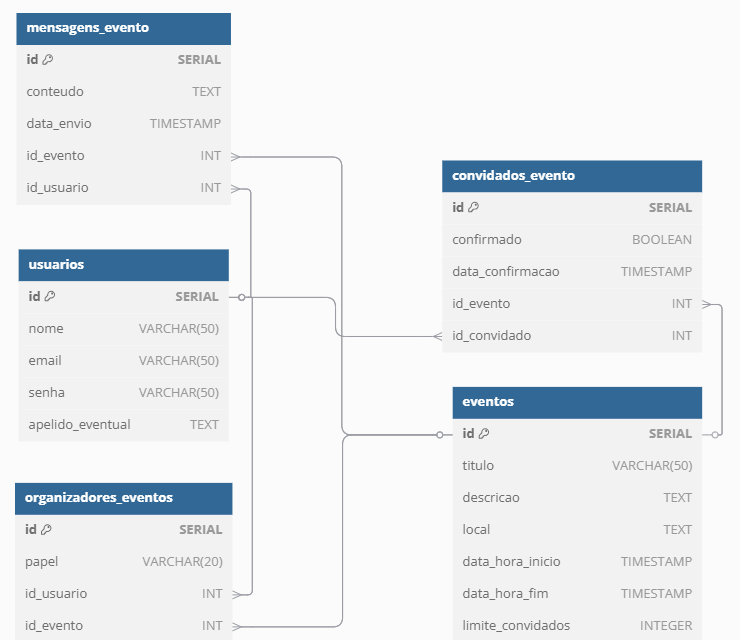 mensagens_evento
id SERIAL
conteudo TEXT
data_envio TIMESTAMP
id_evento INT
id_usuario INT
convidados_evento
id SERIAL
confirmado BOOLEAN
data_confirmacao TIMESTAMP
id_evento INT
id_convidado INT
usuarios
id SERIAL
nome VARCHAR(50)
email VARCHAR(50)
senha VARCHAR(50)
apelido_eventual TEXT
eventos
id SERIAL
titulo VARCHAR(50)
descricao TEXT
local TEXT
data_hora_inicio TIMESTAMP
data_hora_fim TIMESTAMP
limite_convidados INTEGER
organizadores_eventos
id SERIAL
papel VARCHAR(20)
id_usuario INT
id_evento INT